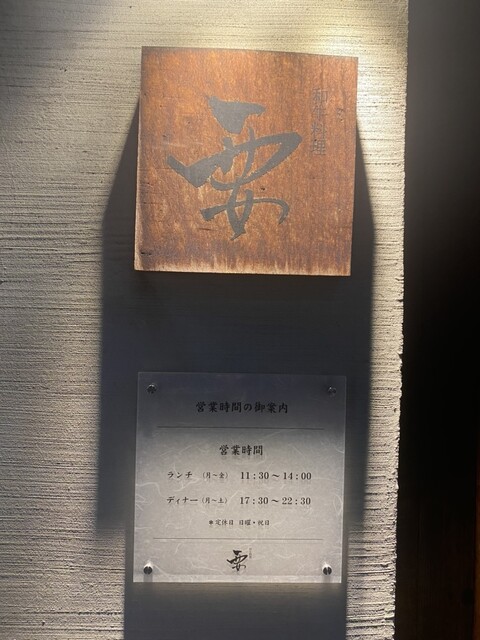 要
営業時間の御案内
営業時間
ランチ (月〜金) 11:30〜14:00
ディナー (月〜土) 17:30〜22:30
＊定休日 日曜・祝日
要